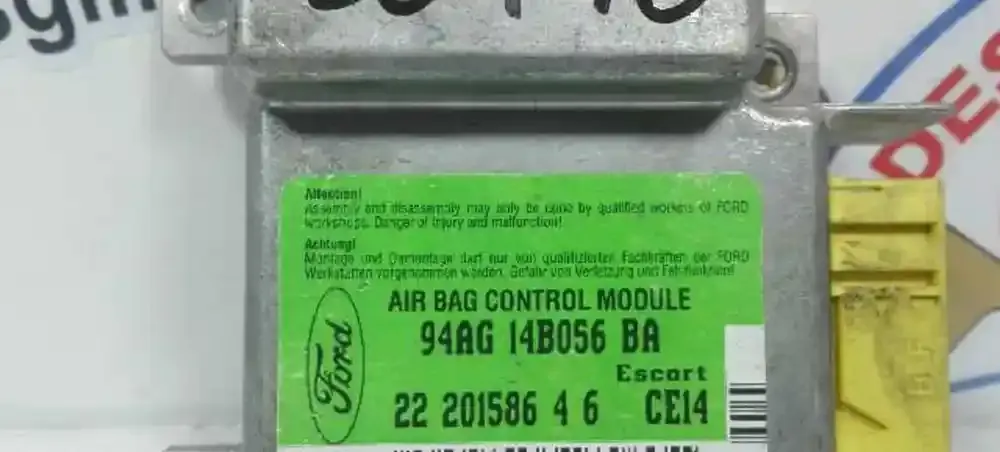 Attention!
Assembly and disassembly may only be done by qualified workers of FORD
workshops. Danger of injury and malfunction!
Achtung!
Montage und Demontage darf nur von qualifizierten Fachkräften der FORD
Werkstätten vorgenommen werden. Gefahr von Verletzung und Fehlfunktion!
AIR BAG CONTROL MODULE
94AG 14B056 BA
Ford
Escort
22 201586 4 6 CE14
DES